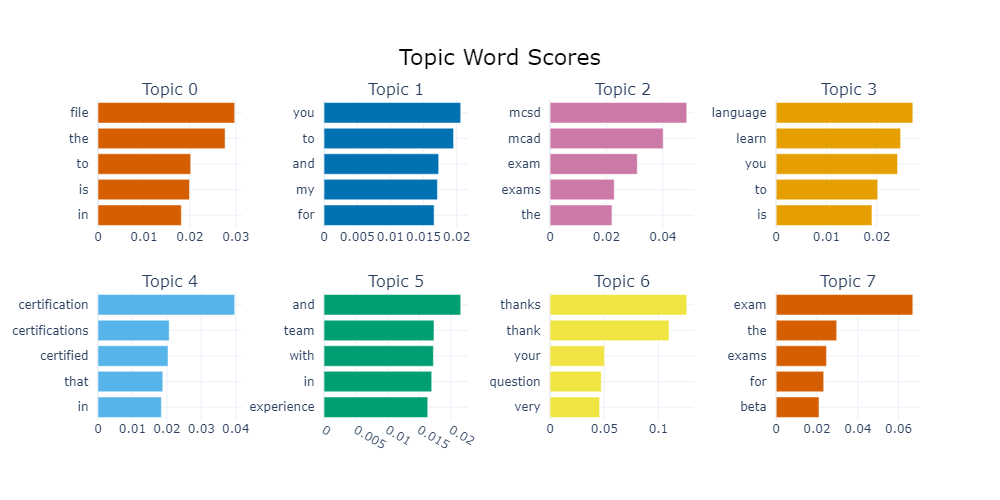 Topic Word Scores
Topic 0
file
the
to
is
in
0 0.01 0.02 0.03
Topic 1
you
to
and
my
for
0 0.005 0.01 0.015 0.02
Topic 2
mcsd
mcad
exam
exams
the
0 0.02 0.04
Topic 3
language
learn
you
to
is
0 0.01 0.02
Topic 4
certification
certifications
certified
that
in
0 0.01 0.02 0.03 0.04
Topic 5
and
team
with
in
experience
0 0.005 0.01 0.015 0.02
Topic 6
thanks
thank
your
question
very
0 0.05 0.1
Topic 7
exam
the
exams
for
beta
0 0.02 0.04 0.06